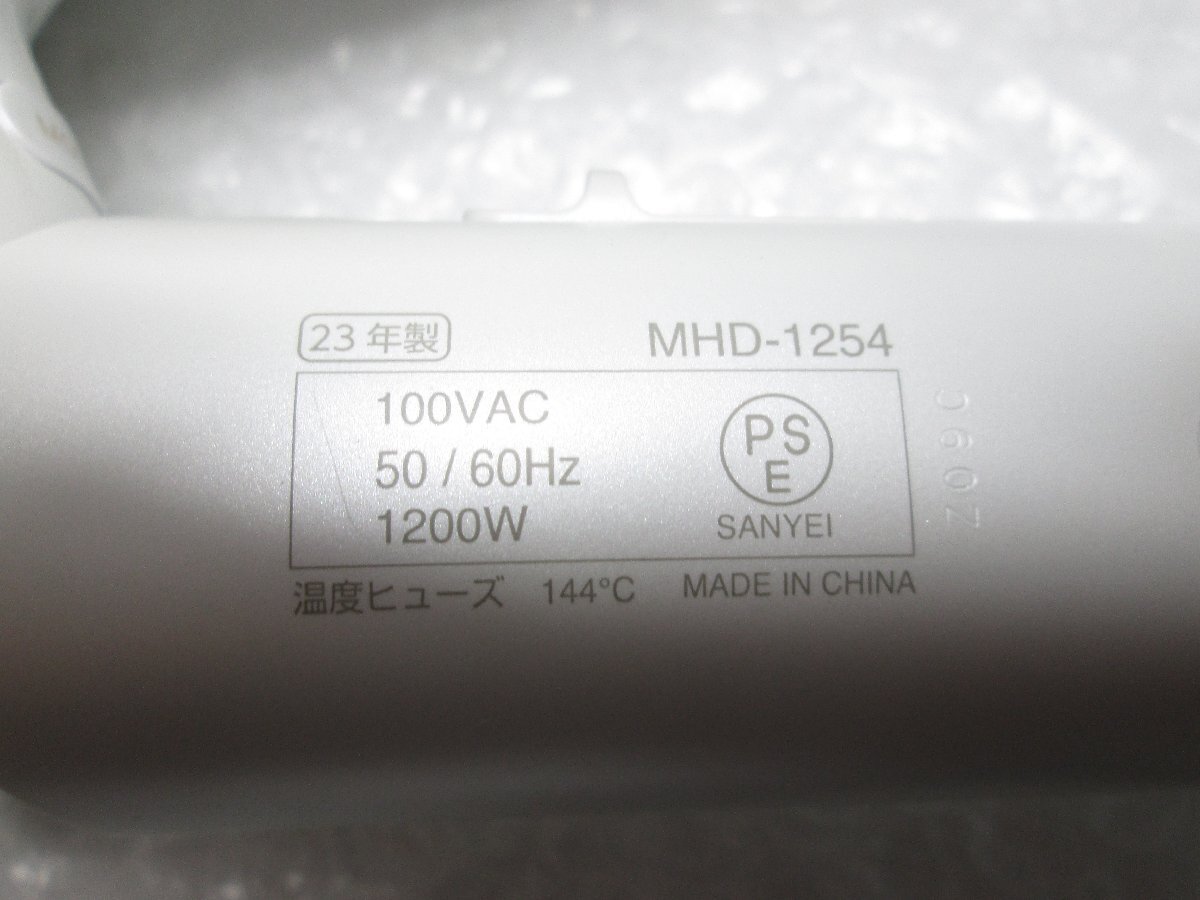 23年製
MHD-1254
100VAC
50 / 60Hz
1200W
PS
E
SANYEI
温度ヒューズ 144°C
MADE IN CHINA
Z09C